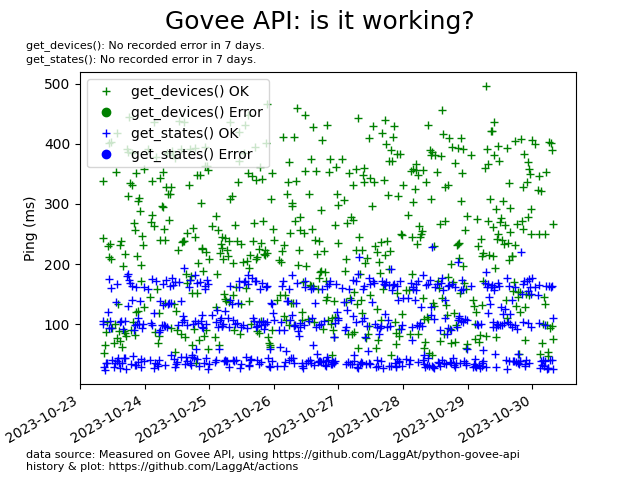 Govee API: is it working?
get_devices(): No recorded error in 7 days.
get_states(): No recorded error in 7 days.
get_devices() OK
get_devices() Error
get_states() OK
get_states() Error
Ping (ms)
500
400
300
200
100
2023-10-23
2023-10-24
2023-10-25
2023-10-26
2023-10-27
2023-10-28
2023-10-29
2023-10-30
data source: Measured on Govee API, using https://github.com/LaggAt/python-govee-api
history & plot: https://github.com/LaggAt/actions